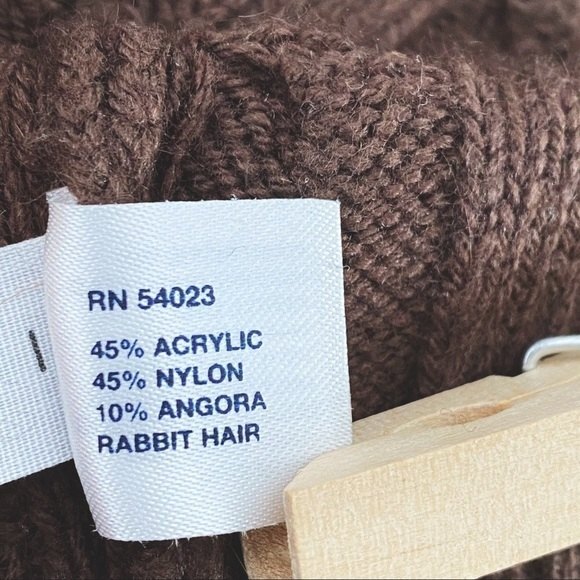 RN 54023
45% ACRYLIC
45% NYLON
10% ANGORA
RABBIT HAIR